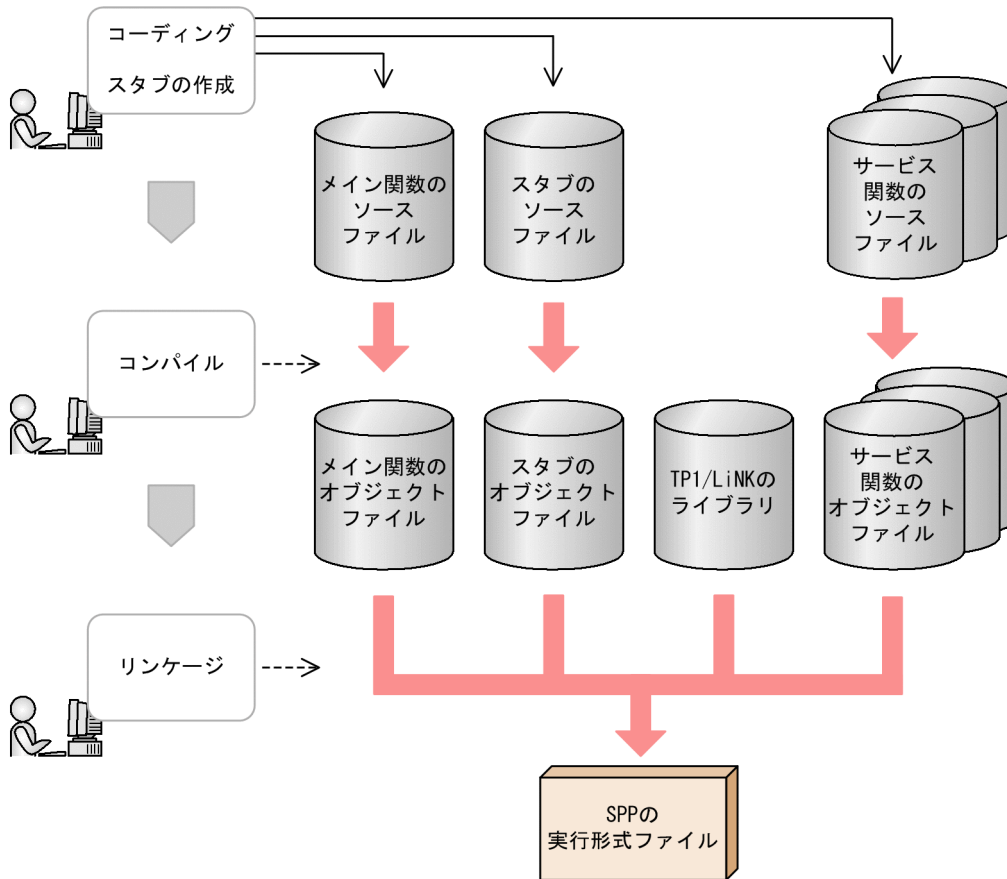 コーディング
スタブの作成
メイン関数の
ソース
ファイル
スタブの
ソース
ファイル
サービス
関数の
ソース
ファイル
コンパイル
メイン関数の
オブジェクト
ファイル
スタブの
オブジェクト
ファイル
TP1/LiNKの
ライブラリ
サービス
関数の
オブジェクト
ファイル
リンケージ
SPPの
実行形式ファイル